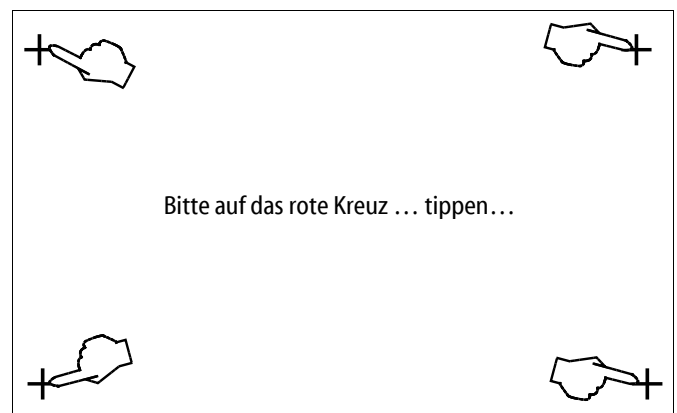 Bitte auf das rote Kreuz … tippen…